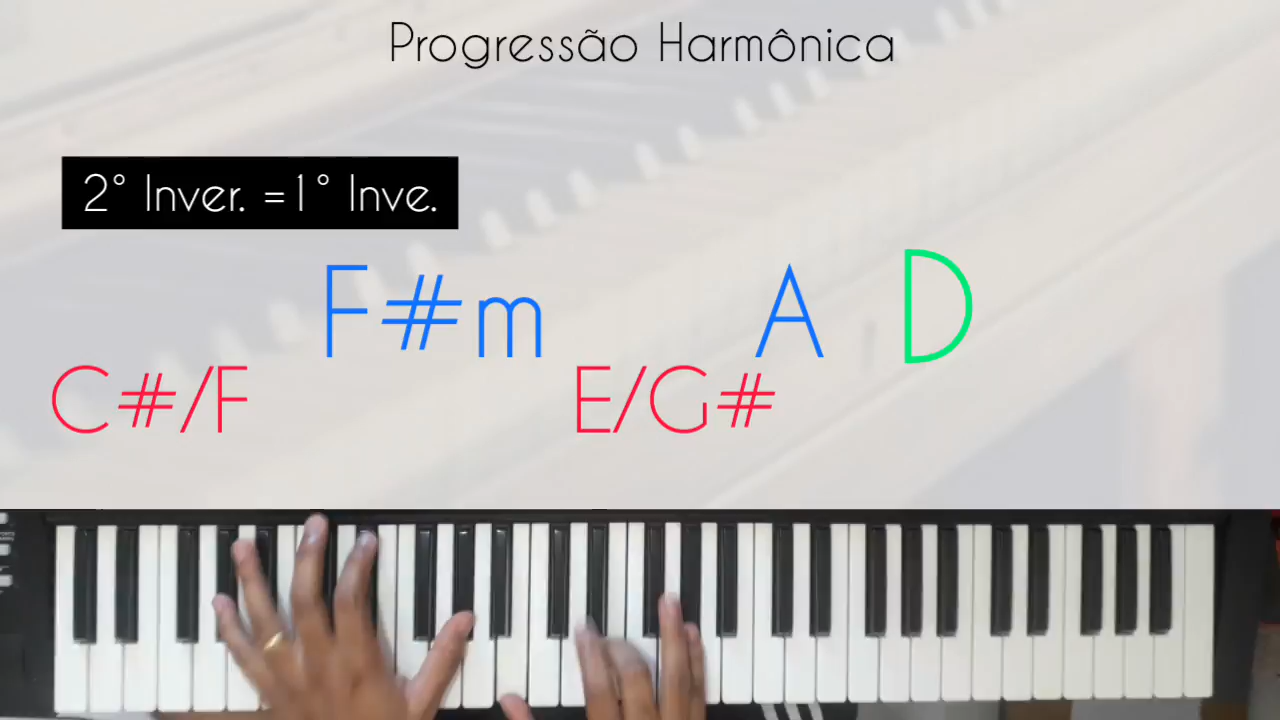 Progressão Harmônica
2° Inver. =1° Inve.
F#m A D
C#/F E/G#